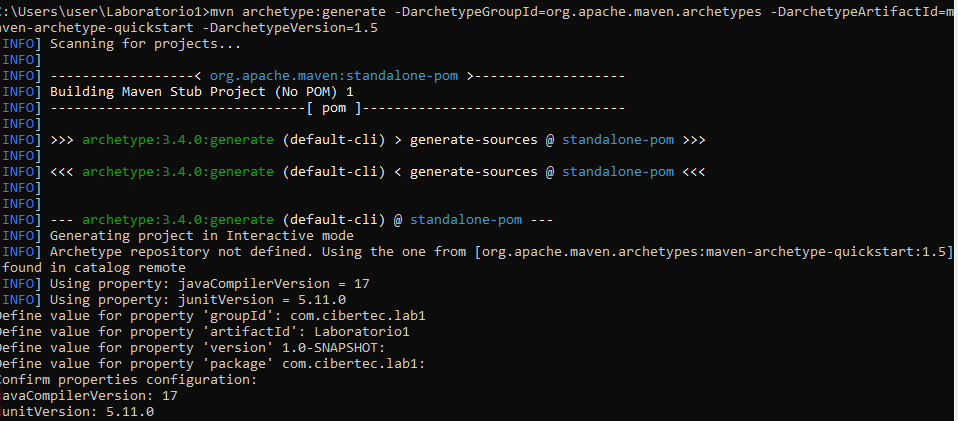 C:\Users\user\Laboratorio1>mvn archetype:generate -DarchetypeGroupId=org.apache.maven.archetypes -DarchetypeArtifactId=m
aven-archetype-quickstart -DarchetypeVersion=1.5
INFO] Scanning for projects...
INFO]
INFO] ------------------< org.apache.maven:standalone-pom >-------------------
INFO] Building Maven Stub Project (No POM) 1
INFO] --------------------------------[ pom ]---------------------------------
INFO]
INFO] >>> archetype:3.4.0:generate (default-cli) > generate-sources @ standalone-pom >>>
INFO]
INFO] <<< archetype:3.4.0:generate (default-cli) < generate-sources @ standalone-pom <<<
INFO]
INFO]
INFO] --- archetype:3.4.0:generate (default-cli) @ standalone-pom ---
INFO] Generating project in Interactive mode
INFO] Archetype repository not defined. Using the one from [org.apache.maven.archetypes:maven-archetype-quickstart:1.5]
found in catalog remote
INFO] Using property: javaCompilerVersion = 17
INFO] Using property: junitVersion = 5.11.0
Define value for property 'groupId': com.cibertec.lab1
Define value for property 'artifactId': Laboratorio1
Define value for property 'version' 1.0-SNAPSHOT:
Define value for property 'package' com.cibertec.lab1:
Confirm properties configuration:
javaCompilerVersion: 17
junitVersion: 5.11.0